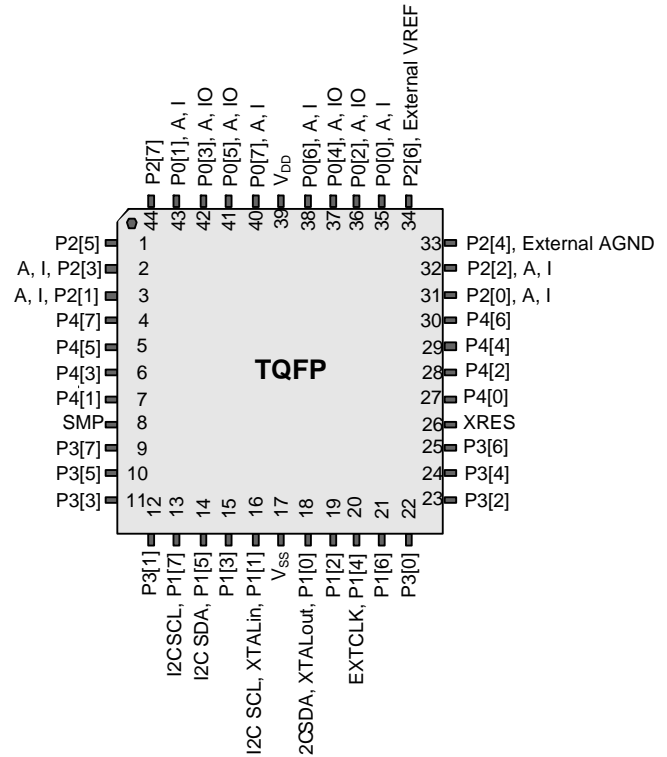 P2[7]
P0[1], A, I
P0[3], A, IO
P0[5], A, IO
P0[7], A, I
VDD
P0[6], A, I
P0[4], A, IO
P0[2], A, IO
P0[0], A, I
P2[6], External VREF
44
43
42
41
40
39
38
37
36
35
34
P2[5] 1
A, I, P2[3] 2
A, I, P2[1] 3
P4[7] 4
P4[5] 5
P4[3] 6
P4[1] 7
SMP 8
P3[7] 9
P3[5] 10
P3[3] 11
TQFP
33 P2[4], External AGND
32 P2[2], A, I
31 P2[0], A, I
30 P4[6]
29 P4[4]
28 P4[2]
27 P4[0]
26 XRES
25 P3[6]
24 P3[4]
23 P3[2]
12
13
14
15
16
17
18
19
20
21
22
P3[1]
I2CSCL, P1[7]
I2C SDA, P1[5]
P1[3]
I2C SCL, XTALin, P1[1]
VSS
2CSDA, XTALout, P1[0]
P1[2]
EXTCLK, P1[4]
P1[6]
P3[0]